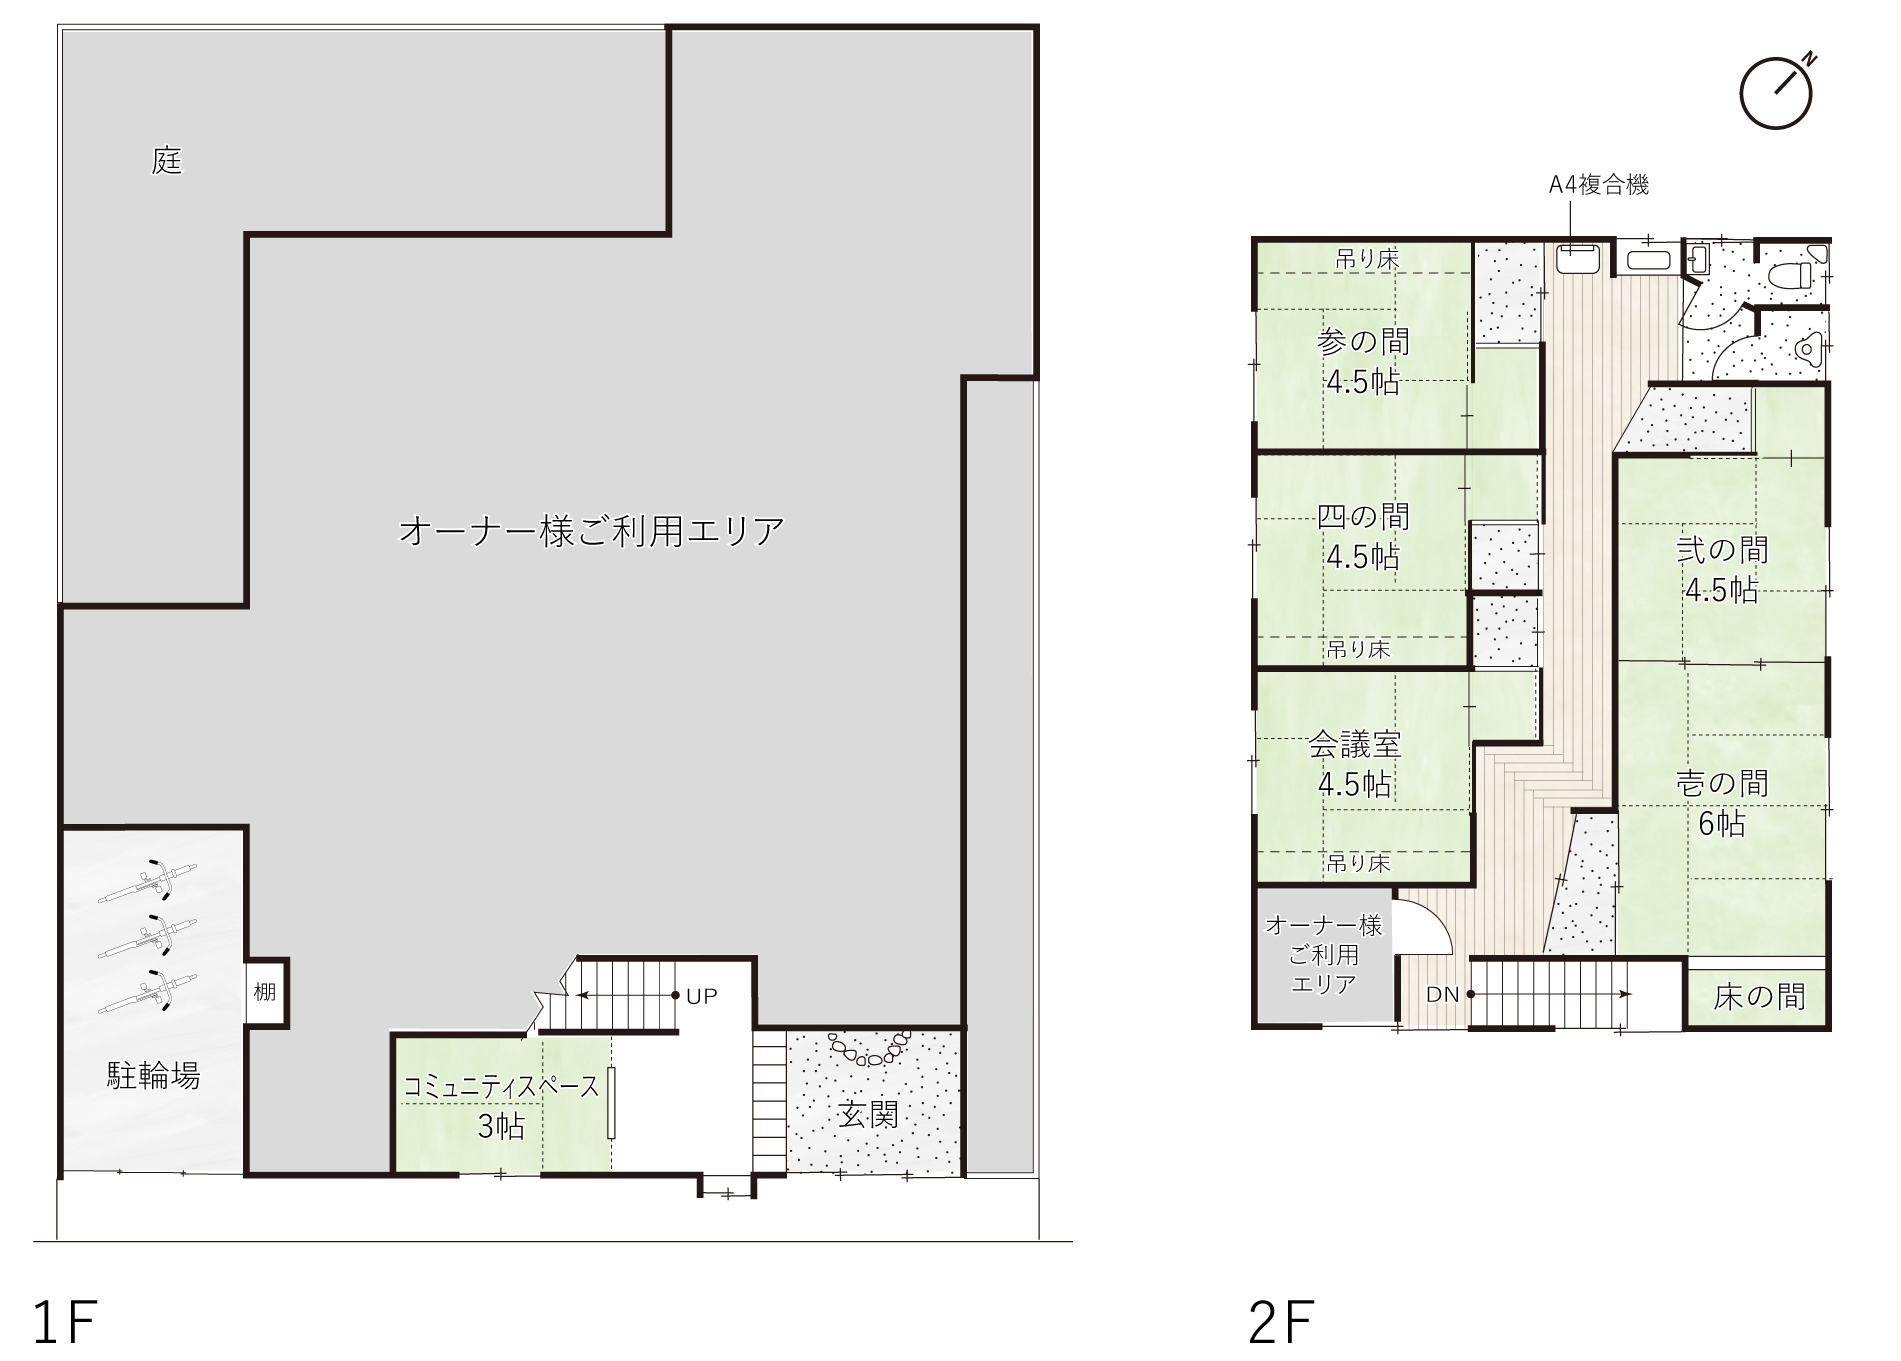 庭
オーナー様ご利用エリア
棚
駐輪場
UP
コミュニティスペース
3帖
玄関
1F
N
A4複合機
吊り床
参の間
4.5帖
四の間
4.5帖
吊り床
弐の間
4.5帖
会議室
4.5帖
吊り床
壱の間
6帖
オーナー様
ご利用
エリア
DN
床の間
2F